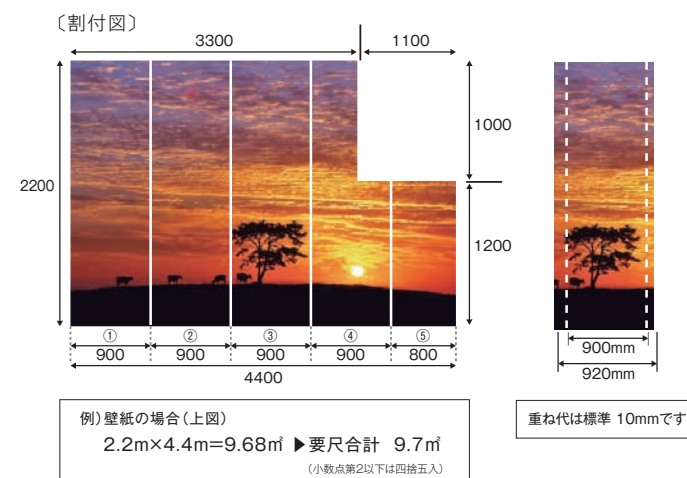 〔割付図〕
3300
1100
2200
1000
1200
① ② ③ ④ ⑤
900 900 900 900 800
4400
例）壁紙の場合（上図）
2.2m×4.4m=9.68㎡ ▶要尺合計 9.7㎡
（小数点第2以下は四捨五入）
900mm
920mm
重ね代は標準 10mmです